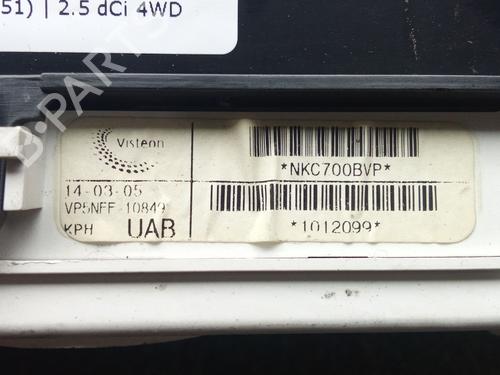 51) | 2.5 dCi 4WD
B-PARTS
Visteon
*NKC700BVP*
14-03-05
VP5NFF-10849
KPH UAB
*1012099*